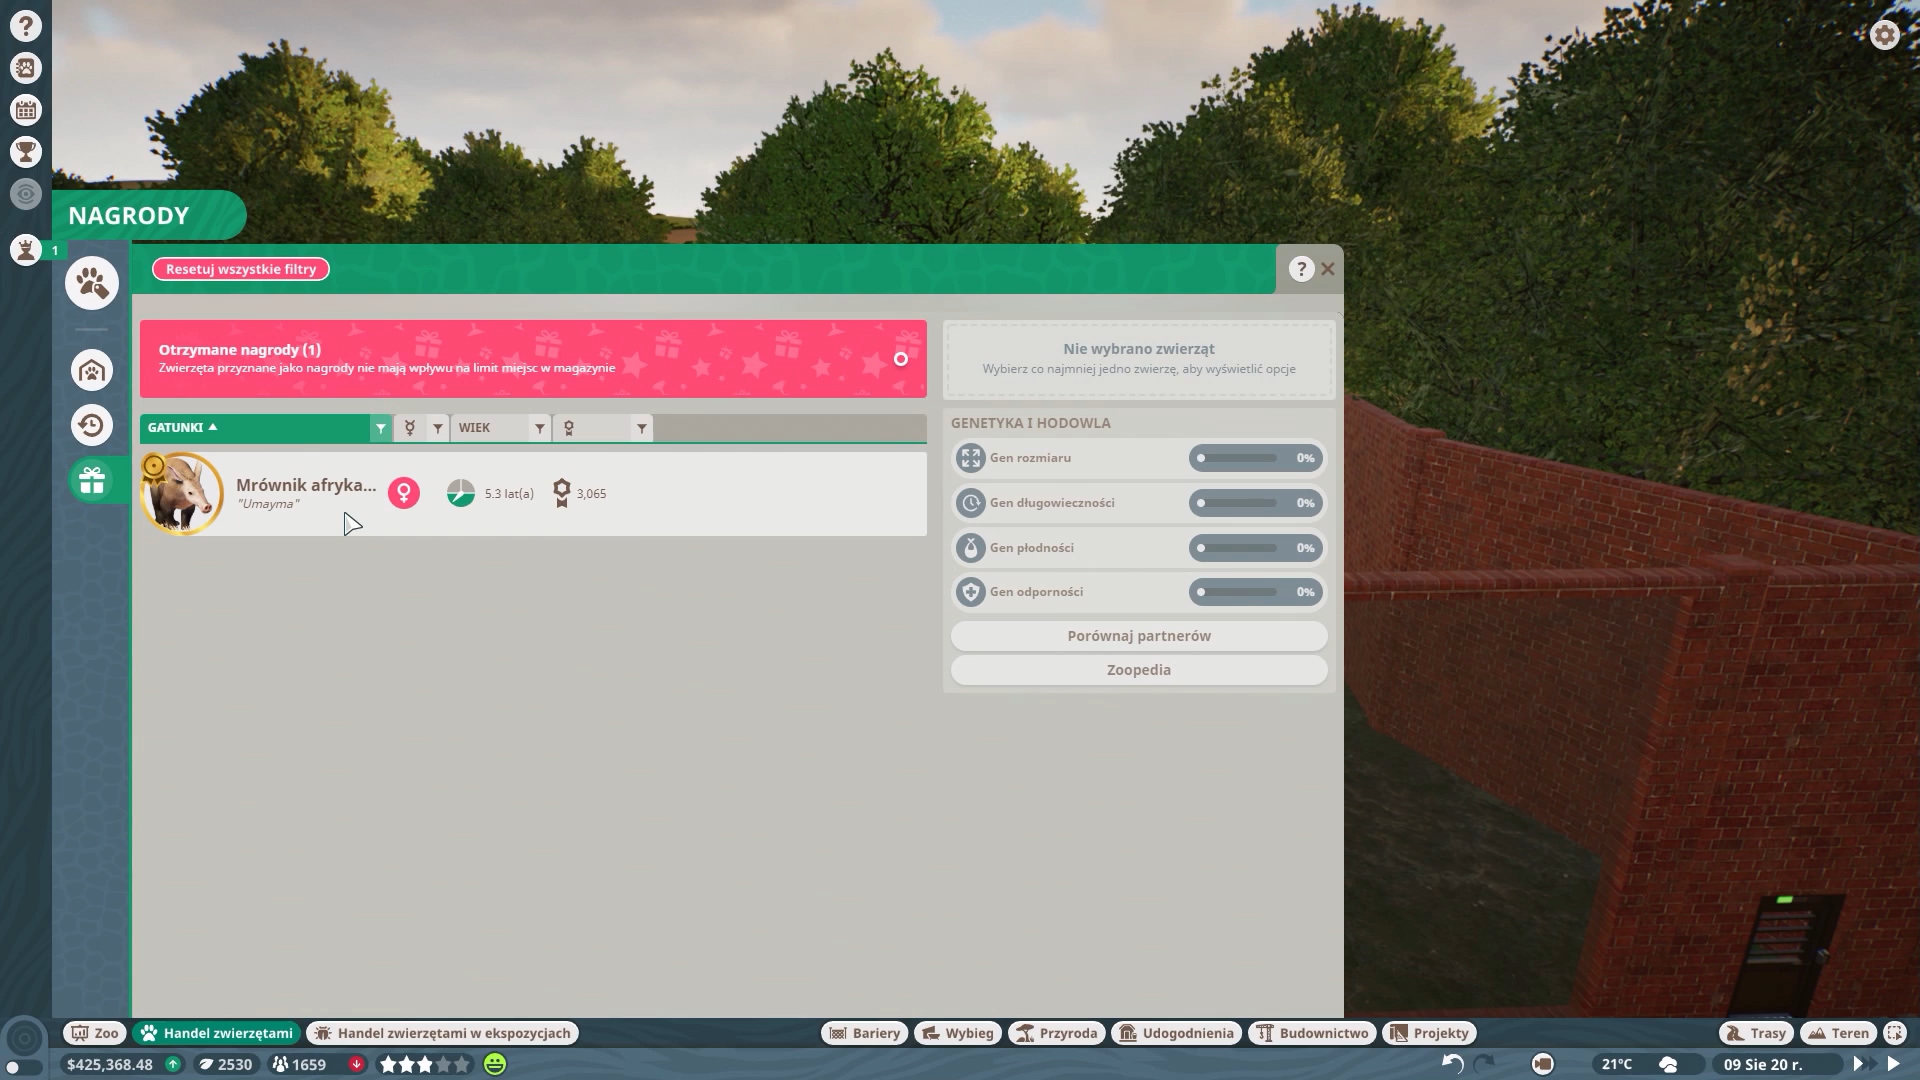 NAGRODY
1
Resetuj wszystkie filtry
?
Otrzymane nagrody (1)
Zwierzęta przyznane jako nagrody nie mają wpływu na limit miejsc w magazynie
GATUNKI
WIEK
Mrównik afryka...
"Umayma"
5.3 lat(a)
3,065
Nie wybrano zwierząt
Wybierz co najmniej jedno zwierzę, aby wyświetlić opcje
GENETYKA I HODOWLA
Gen rozmiaru 0%
Gen długowieczności 0%
Gen płodności 0%
Gen odporności 0%
Porównaj partnerów
Zoopedia
Zoo
Handel zwierzętami
Handel zwierzętami w ekspozycjach
Bariery
Wybieg
Przyroda
Udogodnienia
Budownictwo
Projekty
Trasy
Teren
$425,368.48
2530
1659
21°C
09 Sie 20 r.